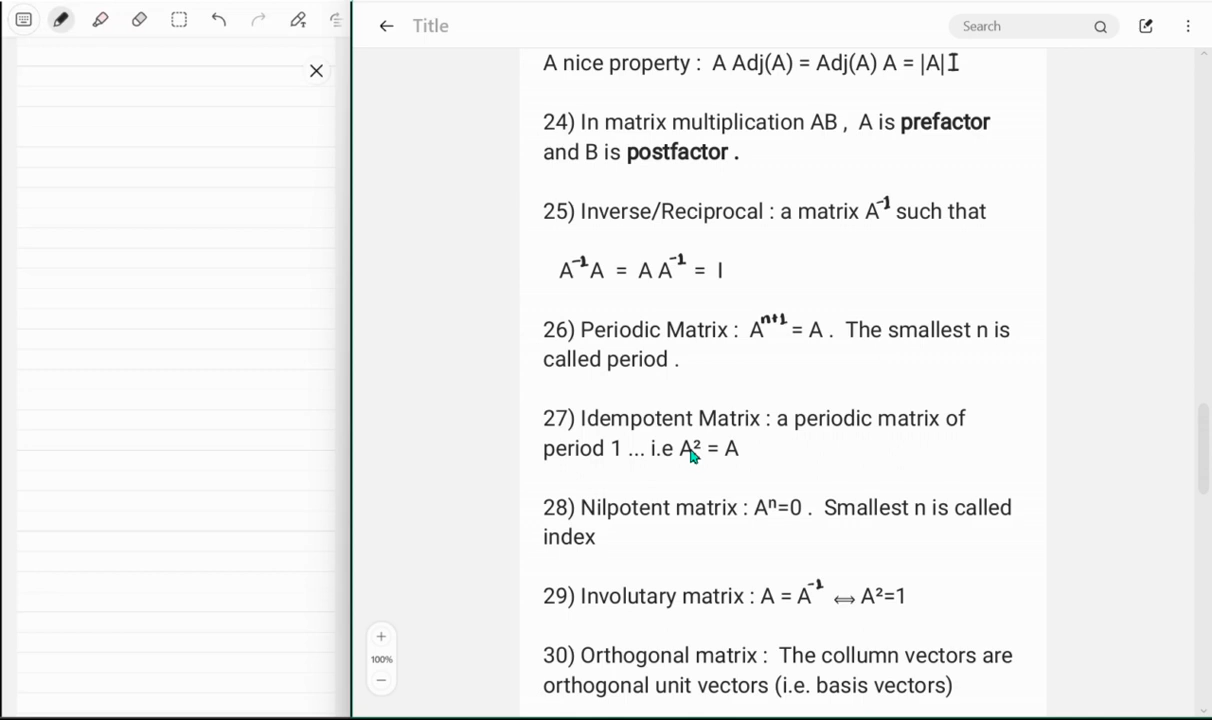 Title
Search
A nice property : A Adj(A) = Adj(A) A = |A|I
24) In matrix multiplication AB , A is prefactor
and B is postfactor .
25) Inverse/Reciprocal : a matrix A⁻¹ such that
A⁻¹A = A A⁻¹ = I
26) Periodic Matrix : Aⁿ⁺¹ = A . The smallest n is
called period .
27) Idempotent Matrix : a periodic matrix of
period 1 ... i.e A² = A
28) Nilpotent matrix : Aⁿ=0 . Smallest n is called
index
29) Involutary matrix : A = A⁻¹ ⟺ A²=1
30) Orthogonal matrix : The collumn vectors are
orthogonal unit vectors (i.e. basis vectors)
100%